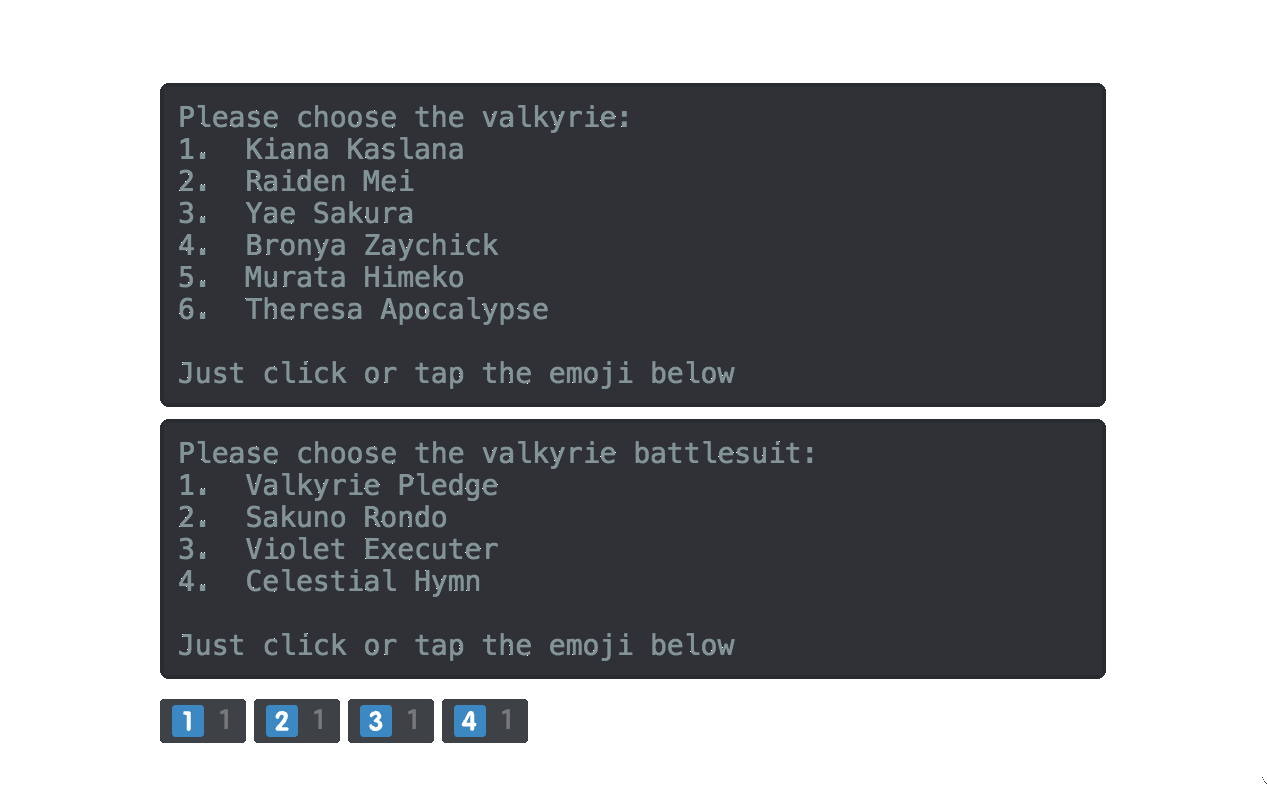 Please choose the valkyrie:
1.  Kiana Kaslana
2.  Raiden Mei
3.  Yae Sakura
4.  Bronya Zaychick
5.  Murata Himeko
6.  Theresa Apocalypse
Just click or tap the emoji below
Please choose the valkyrie battlesuit:
1.  Valkyrie Pledge
2.  Sakuno Rondo
3.  Violet Executer
4.  Celestial Hymn
Just click or tap the emoji below
1 1 2 1 3 1 4 1